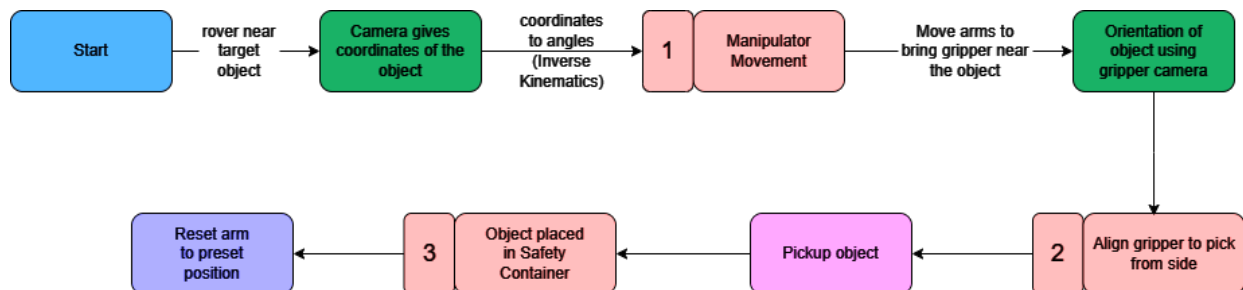 Start
rover near
target
object
Camera gives
coordinates of the
object
coordinates
to angles
(Inverse
Kinematics)
1
Manipulator
Movement
Move arms to
bring gripper near
the object
Orientation of
object using
gripper camera
Reset arm
to preset
position
3
Object placed
in Safety
Container
Pickup object
2
Align gripper to pick
from side